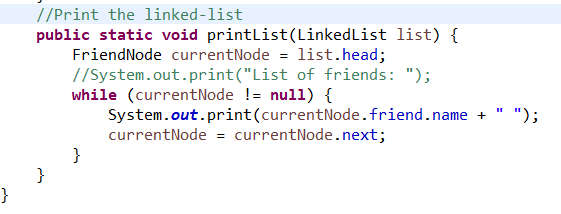 }
//Print the linked-list
public static void printList(LinkedList list) {
FriendNode currentNode = list.head;
//System.out.print("List of friends: ");
while (currentNode != null) {
System.out.print(currentNode.friend.name + " ");
currentNode = currentNode.next;
}
}
}